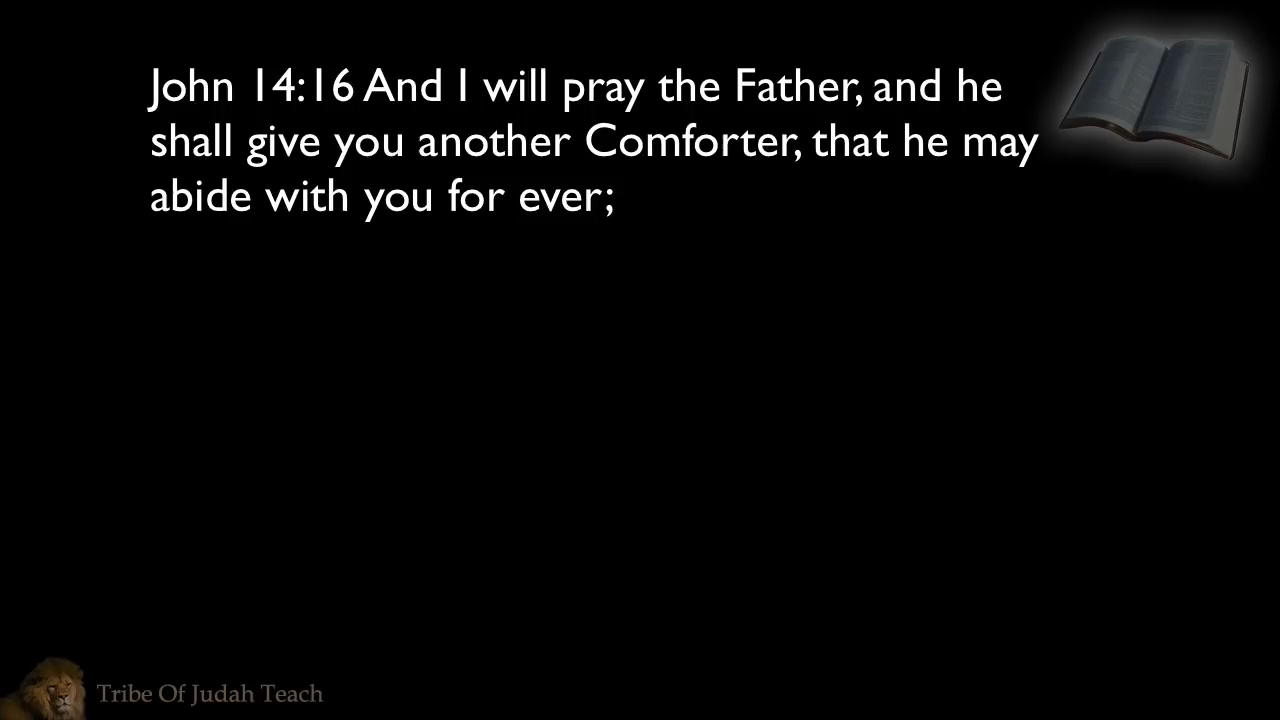 John 14:16 And I will pray the Father, and he
shall give you another Comforter, that he may
abide with you for ever;
Tribe Of Judah Teach